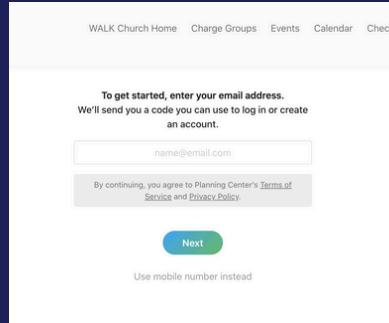 WALK Church Home Charge Groups Events Calendar Chec
To get started, enter your email address.
We'll send you a code you can use to log in or create
an account.
name@email.com
By continuing, you agree to Planning Center's Terms of
Service and Privacy Policy.
Next
Use mobile number instead